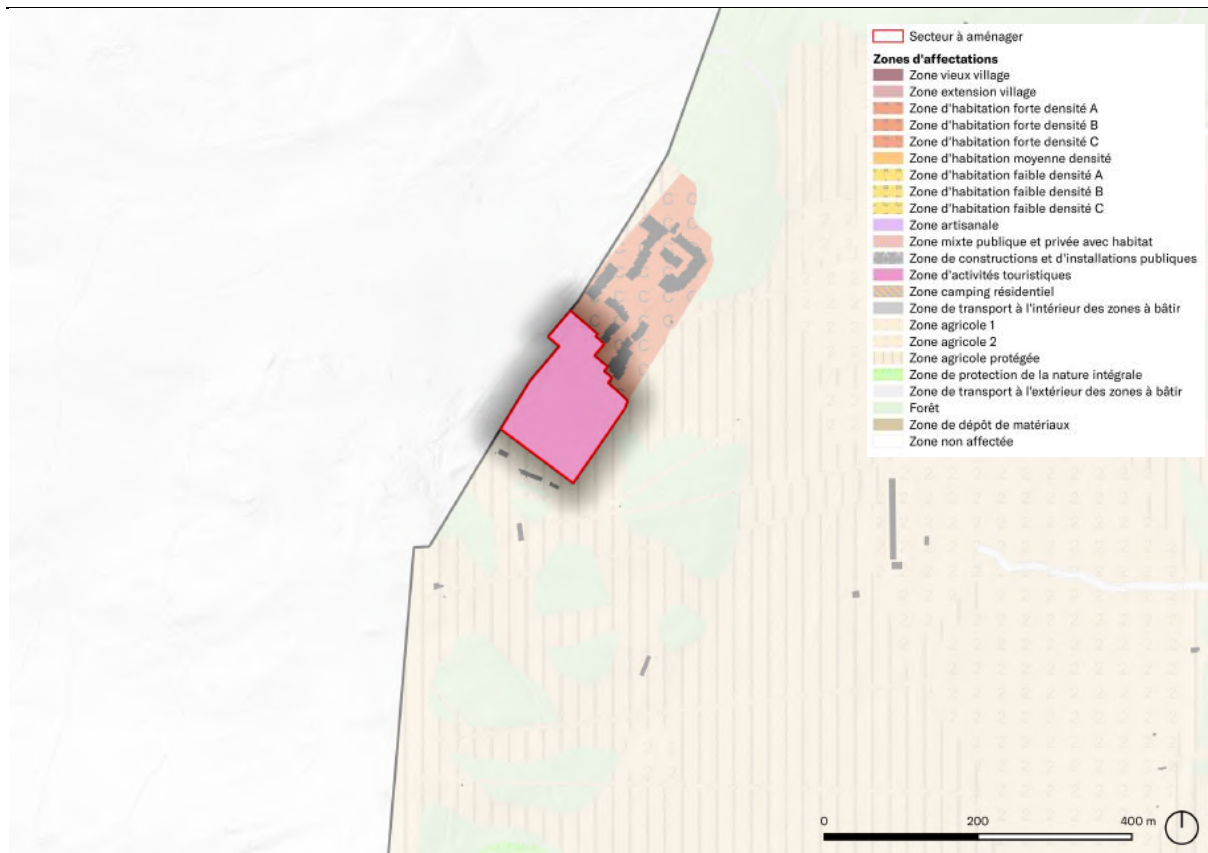 Secteur à aménager
Zones d'affectations
Zone vieux village
Zone extension village
Zone d'habitation forte densité A
Zone d'habitation forte densité B
Zone d'habitation forte densité C
Zone d'habitation moyenne densité
Zone d'habitation faible densité A
Zone d'habitation faible densité B
Zone d'habitation faible densité C
Zone artisanale
Zone mixte publique et privée avec habitat
Zone de constructions et d'installations publiques
Zone d'activités touristiques
Zone camping résidentiel
Zone de transport à l'intérieur des zones à bâtir
Zone agricole 1
Zone agricole 2
Zone agricole protégée
Zone de protection de la nature intégrale
Zone de transport à l'extérieur des zones à bâtir
Forêt
Zone de dépôt de matériaux
Zone non affectée
0 200 400 m